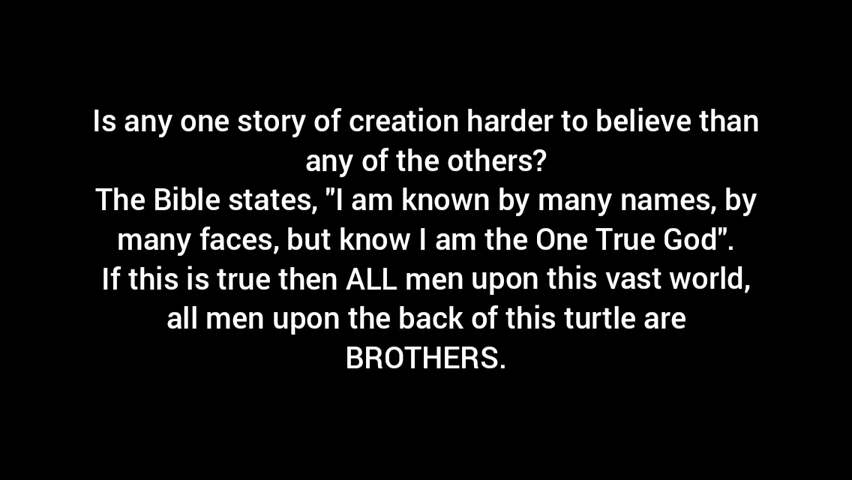 Is any one story of creation harder to believe than
any of the others?
The Bible states, "I am known by many names, by
many faces, but know I am the One True God".
If this is true then ALL men upon this vast world,
all men upon the back of this turtle are
BROTHERS.